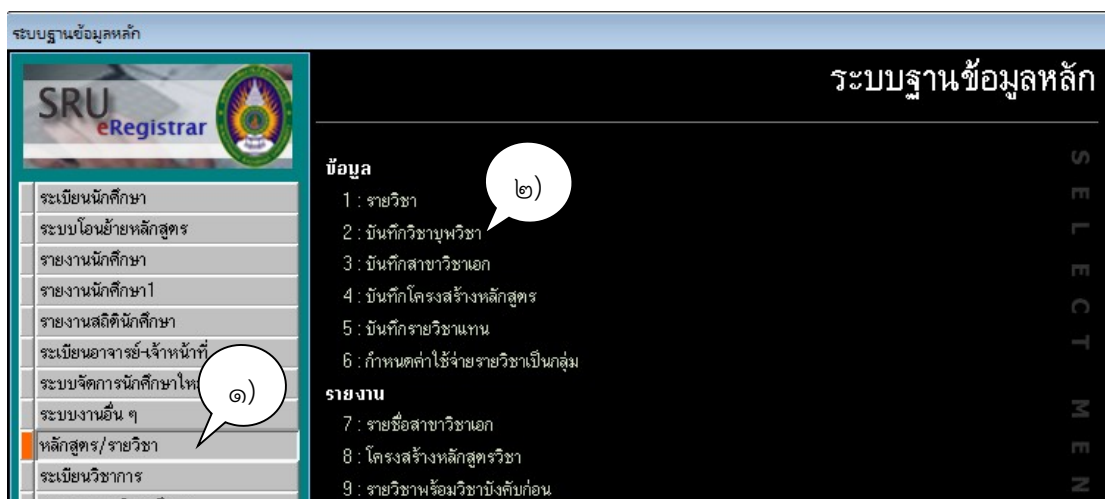 ระบบฐานข้อมูลหลัก
SRU
eRegistrar
ระเบียนนักศึกษา
ระบบโอนย้ายหลักสูตร
รายงานนักศึกษา
รายงานนักศึกษา1
รายงานสถิตินักศึกษา
ระเบียนอาจารย์-เจ้าหน้าที่
ระบบจัดการนักศึกษาให
ระบบงานอื่น ๆ
๑)
หลักสูตร/รายวิชา
ระเบียนวิชาการ
ระบบฐานข้อมูลหลัก
ข้อมูล
๒)
1 : รายวิชา
2 : บันทึกวิชาบุพวิชา
3 : บันทึกสาขาวิชาเอก
4 : บันทึกโครงสร้างหลักสูตร
5 : บันทึกรายวิชาแทน
6 : กำหนดค่าใช้จ่ายรายวิชาเป็นกลุ่ม
รายงาน
7 : รายชื่อสาขาวิชาเอก
8 : โครงสร้างหลักสูตรวิชา
9 : รายวิชาพร้อมวิชาบังคับก่อน
SELECT MEN